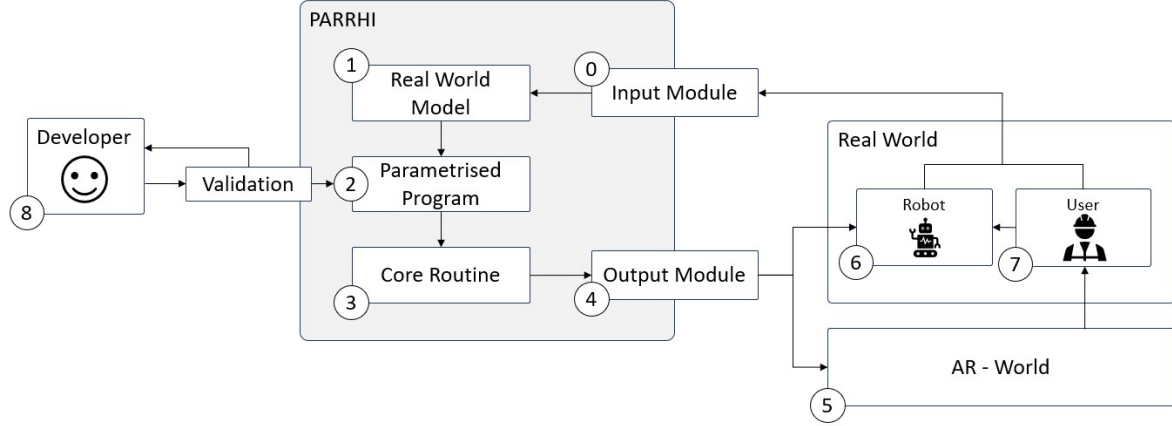 PARRHI
1
Real World
Model
0
Input Module
Developer
8
Validation
2
Parametrised
Program
3
Core Routine
4
Output Module
Real World
Robot
6
User
7
AR - World
5